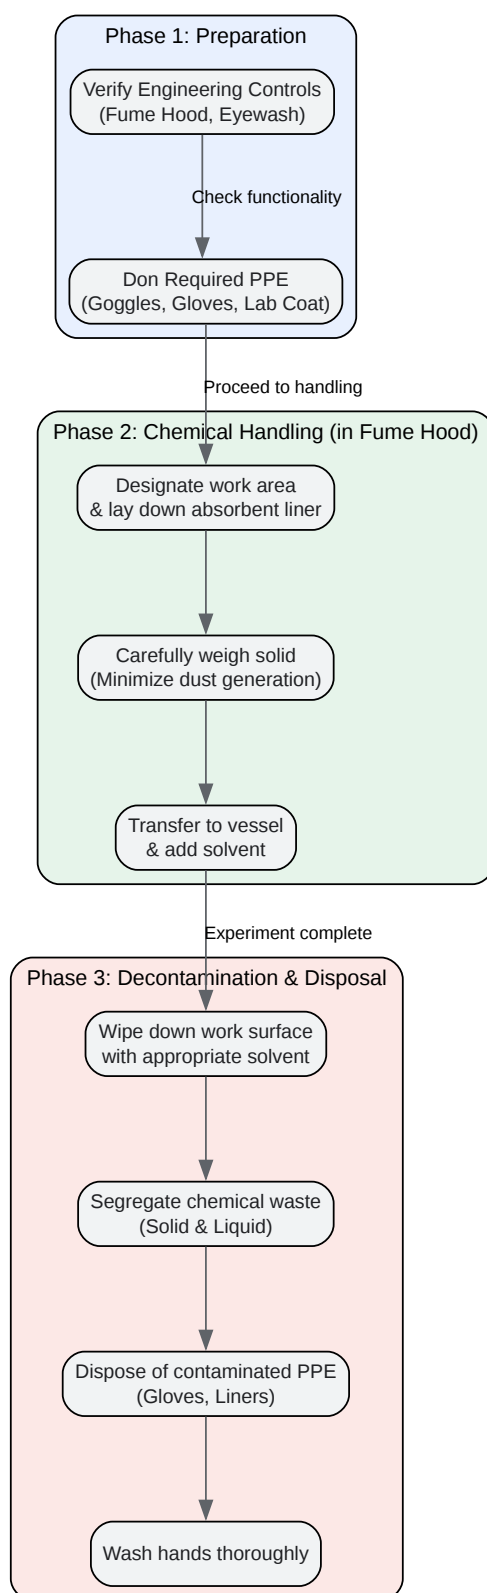 Phase 1: Preparation
Verify Engineering Controls
(Fume Hood, Eyewash)
Check functionality
Don Required PPE
(Goggles, Gloves, Lab Coat)
Proceed to handling
Phase 2: Chemical Handling (in Fume Hood)
Designate work area
& lay down absorbent liner
Carefully weigh solid
(Minimize dust generation)
Transfer to vessel
& add solvent
Experiment complete
Phase 3: Decontamination & Disposal
Wipe down work surface
with appropriate solvent
Segregate chemical waste
(Solid & Liquid)
Dispose of contaminated PPE
(Gloves, Liners)
Wash hands thoroughly